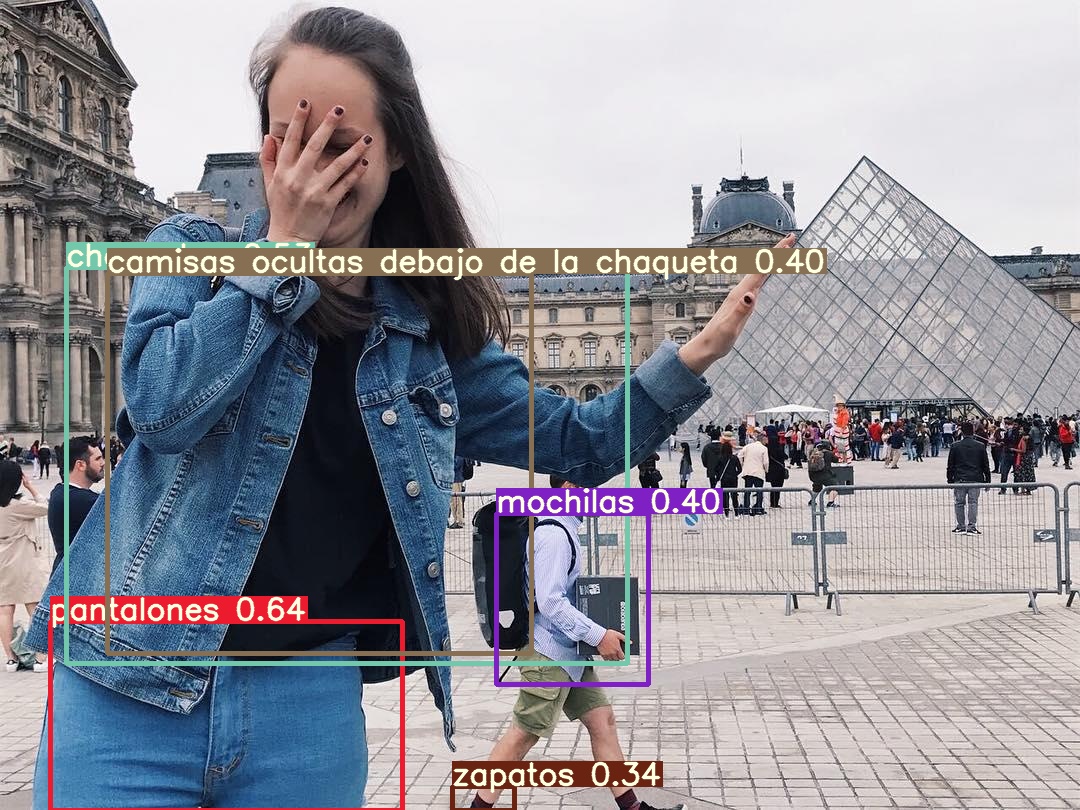 camisas ocultas debajo de la chaqueta 0.40
mochilas 0.40
pantalones 0.64
zapatos 0.34